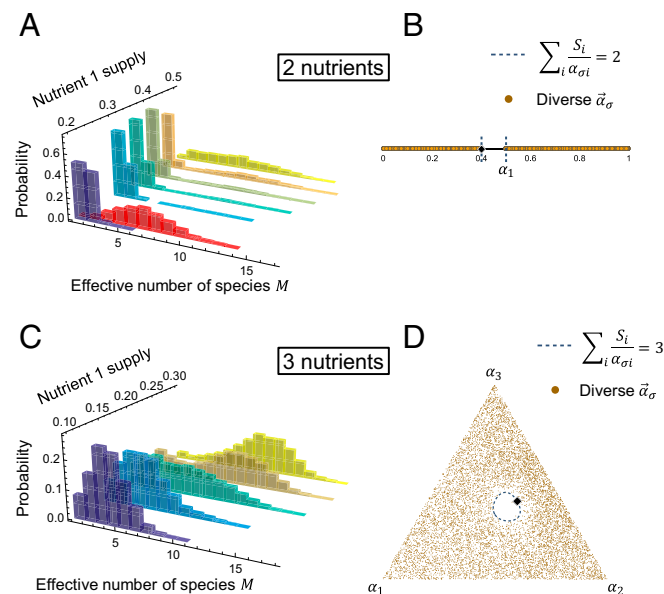 A
Nutrient 1 supply
0.2
0.3
0.4
0.5
2 nutrients
Probability
0.6
0.4
0.2
0.0
5
10
15
Effective number of species M
B
∑i Si/ασi = 2
Diverse α⃗σ
0
0.2
0.4
0.6
0.8
1
α1
C
Nutrient 1 supply
0.10
0.15
0.20
0.25
0.30
3 nutrients
Probability
0.2
0.1
0.0
5
10
15
Effective number of species M
D
∑i Si/ασi = 3
Diverse α⃗σ
α3
α1
α2